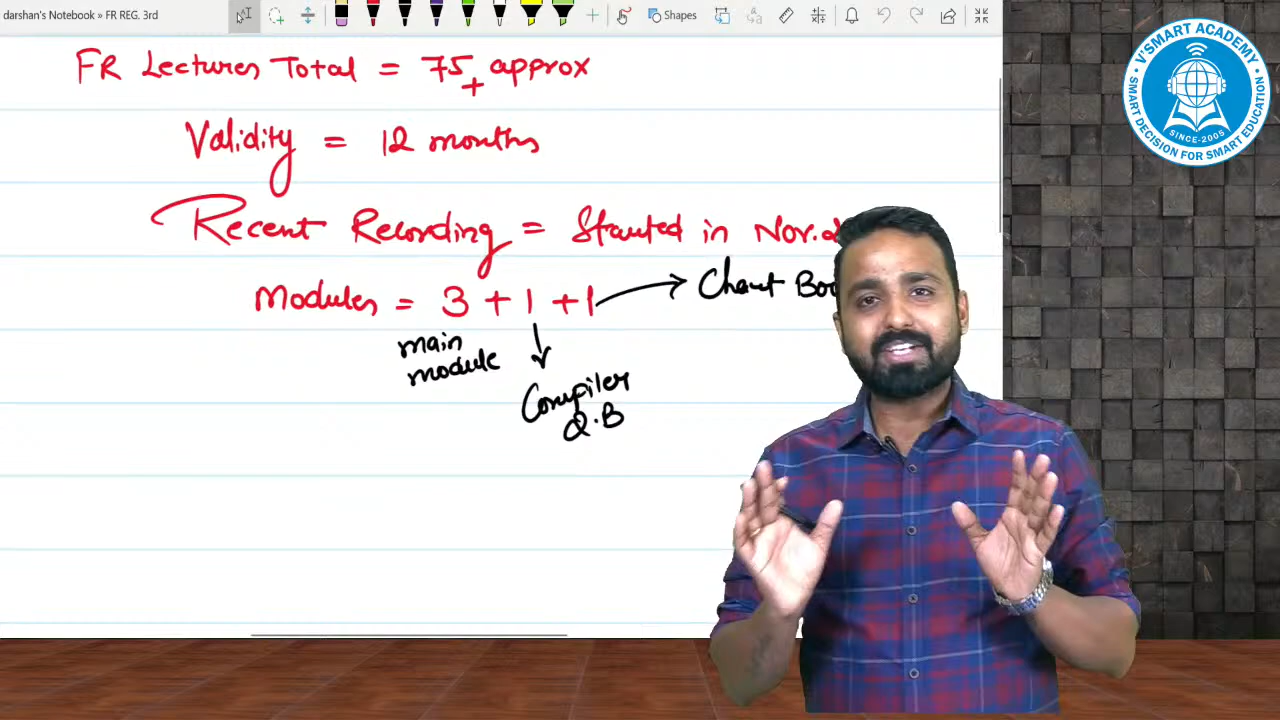 darshan's Notebook » FR REG. 3rd
Shapes
FR Lectures Total = 75+ approx
Validity = 12 months
Recent Recording = Started in Nov.
Modules = 3 + 1 + 1 → Chart
main
module
Compiler
Q.B
V'SMART ACADEMY
SINCE-2005
SMART DECISION FOR SMART EDUCATION